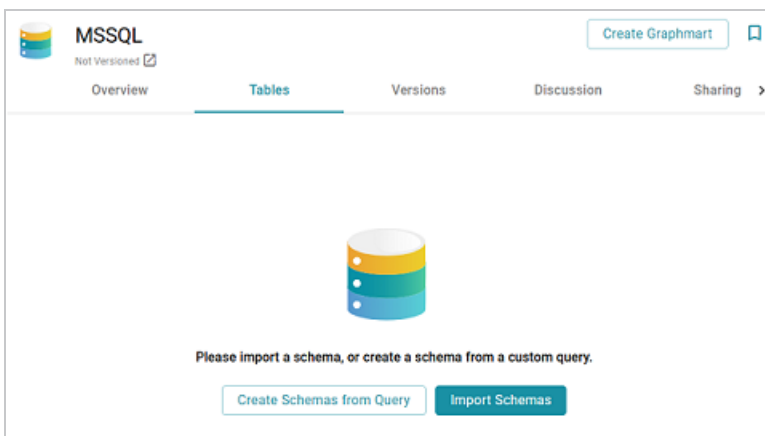 MSSQL
Create Graphmart
Not Versioned
Overview Tables Versions Discussion Sharing
Please import a schema, or create a schema from a custom query.
Create Schemas from Query Import Schemas